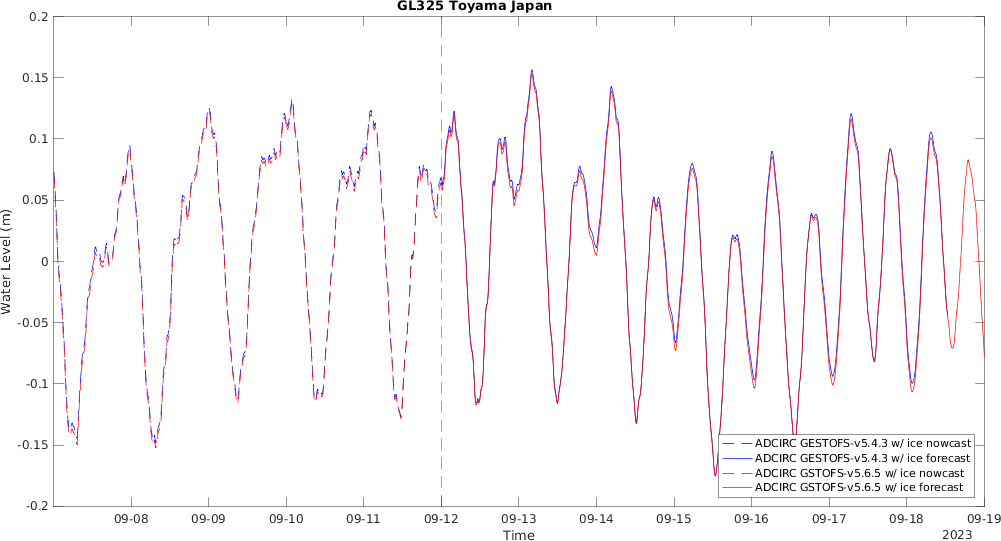 GL325 Toyama Japan
0.2
0.15
0.1
0.05
0
-0.05
-0.1
-0.15
-0.2
Water Level (m)
ADCIRC GESTOFS-v5.4.3 w/ ice nowcast
ADCIRC GESTOFS-v5.4.3 w/ ice forecast
ADCIRC GSTOFS-v5.6.5 w/ ice nowcast
ADCIRC GSTOFS-v5.6.5 w/ ice forecast
09-08 09-09 09-10 09-11 09-12 09-13 09-14 09-15 09-16 09-17 09-18 09-19
Time
2023